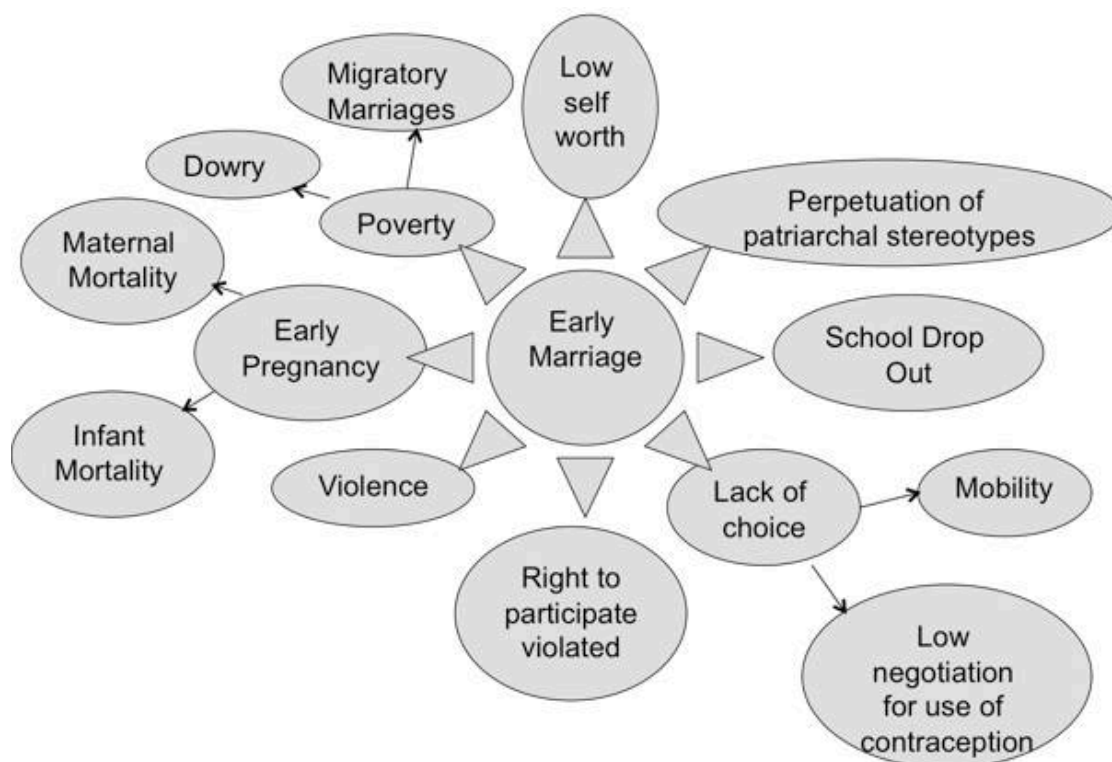 Migratory
Marriages
Low
self
worth
Dowry
Poverty
Perpetuation of
patriarchal stereotypes
Maternal
Mortality
Early
Pregnancy
Early
Marriage
School Drop
Out
Infant
Mortality
Violence
Lack of
choice
Mobility
Right to
participate
violated
Low
negotiation
for use of
contraception